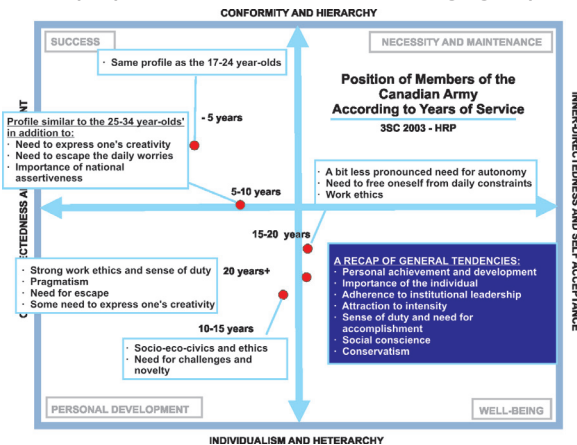 CONFORMITY AND HIERARCHY
SUCCESS
NECESSITY AND MAINTENANCE
· Same profile as the 17-24 year-olds
Position of Members of the
Canadian Army
According to Years of Service
3SC 2003 - HRP
- 5 years
Profile similar to the 25-34 year-olds'
in addition to:
· Need to express one's creativity
· Need to escape the daily worries
· Importance of national
assertiveness
· A bit less pronounced need for autonomy
· Need to free oneself from daily constraints
· Work ethics
5-10 years
15-20 years
INNER-DIRECTEDNESS AND SELF ACCEPTANCE
· Strong work ethics and sense of duty
· Pragmatism
· Need for escape
· Some need to express one's creativity
20 years+
A RECAP OF GENERAL TENDENCIES:
· Personal achievement and development
· Importance of the individual
· Adherence to institutional leadership
· Attraction to intensity
· Sense of duty and need for
accomplishment
· Social conscience
· Conservatism
10-15 years
· Socio-eco-civics and ethics
· Need for challenges and
novelty
PERSONAL DEVELOPMENT
WELL-BEING
INDIVIDUALISM AND HETERARCHY